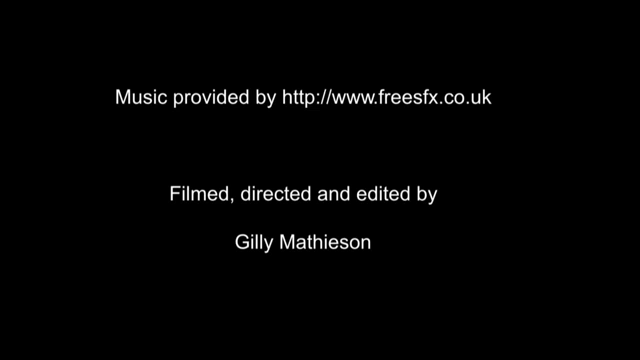 Music provided by http://www.freesfx.co.uk
Filmed, directed and edited by
Gilly Mathieson